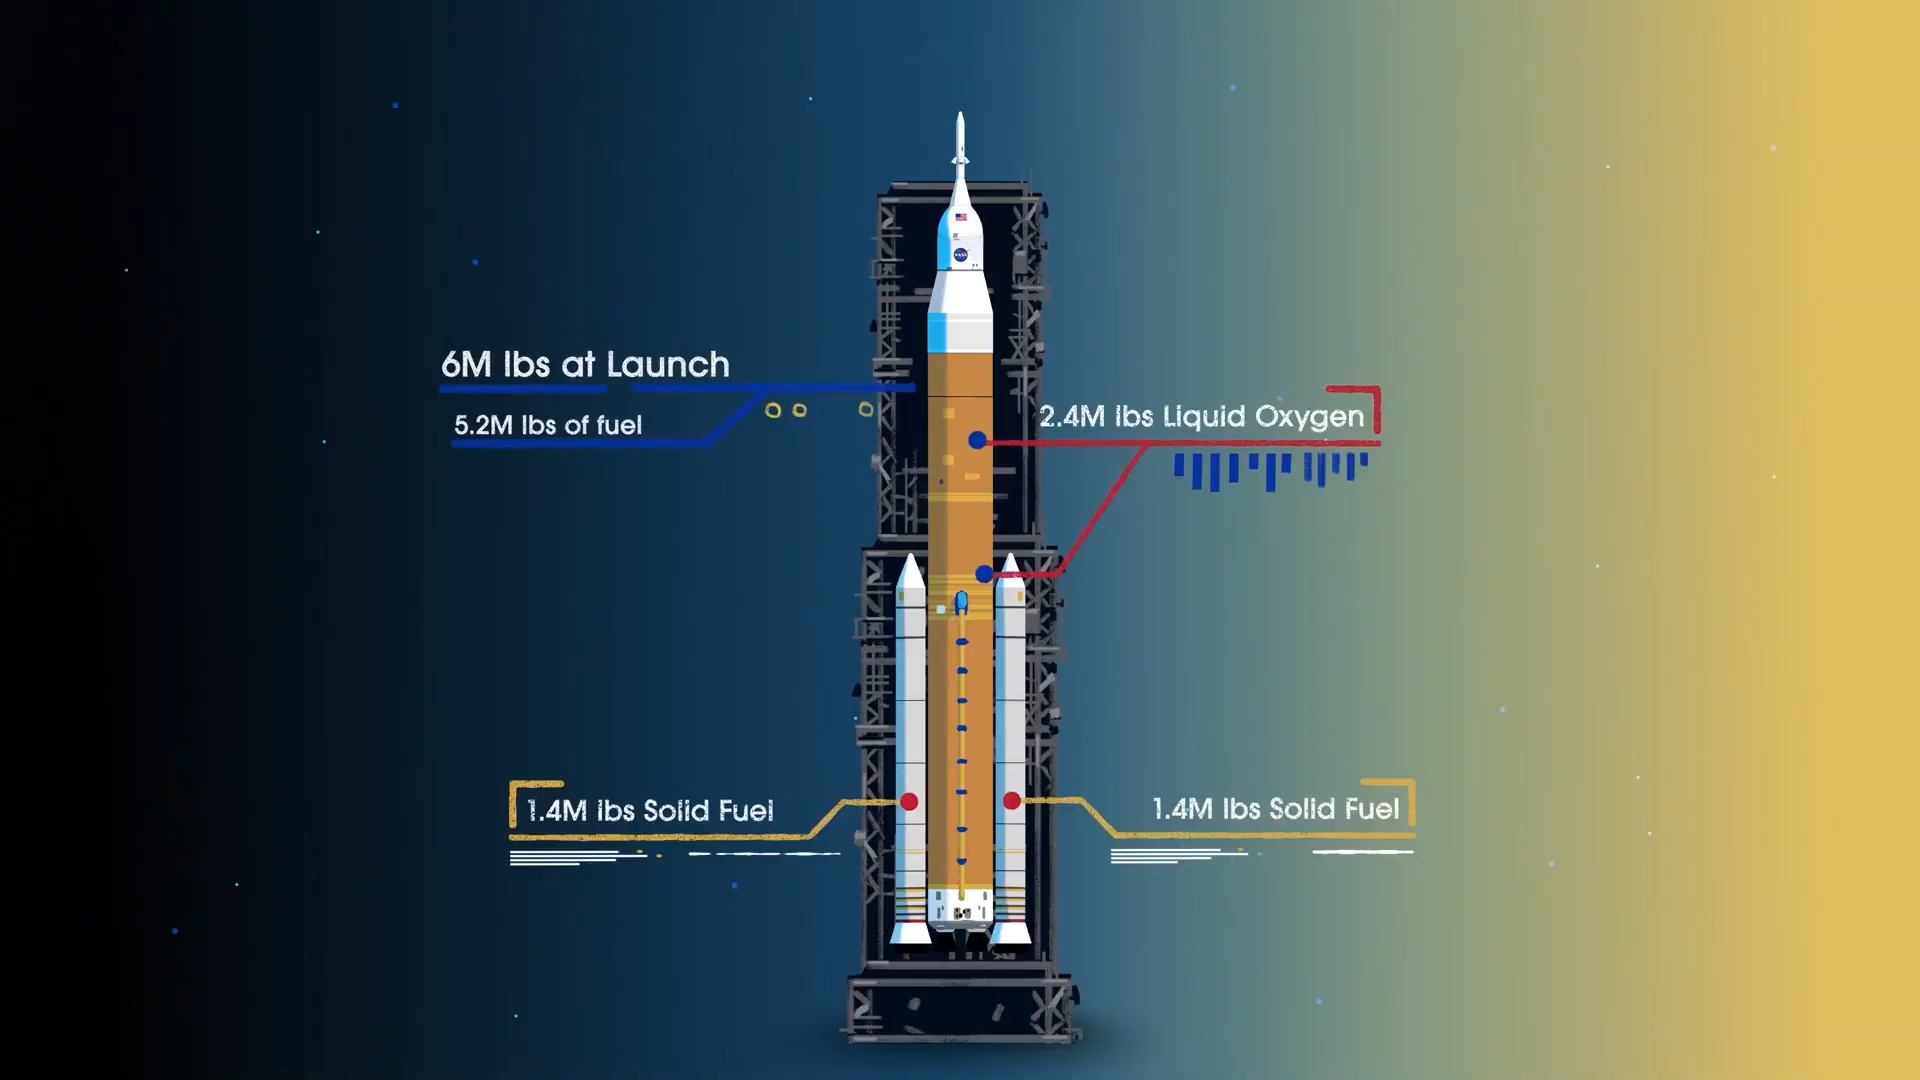 6M lbs at Launch
5.2M lbs of fuel
2.4M lbs Liquid Oxygen
1.4M lbs Solid Fuel
1.4M lbs Solid Fuel
NASA